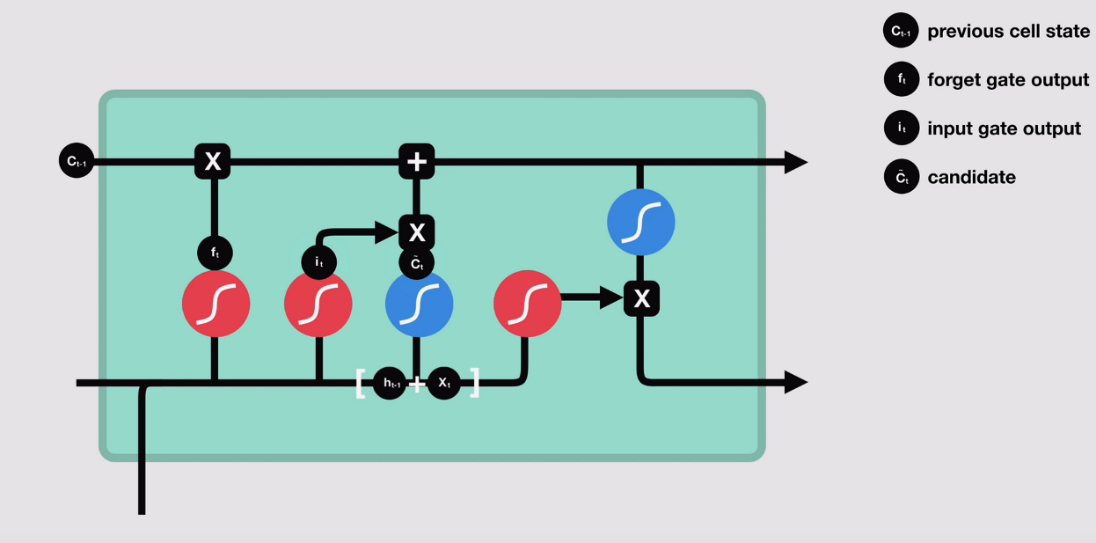 Cₜ₋₁ previous cell state
fₜ forget gate output
iₜ input gate output
C̃ₜ candidate
Cₜ₋₁ X +
X
fₜ iₜ C̃ₜ
X
[ hₜ₋₁ + Xₜ ]